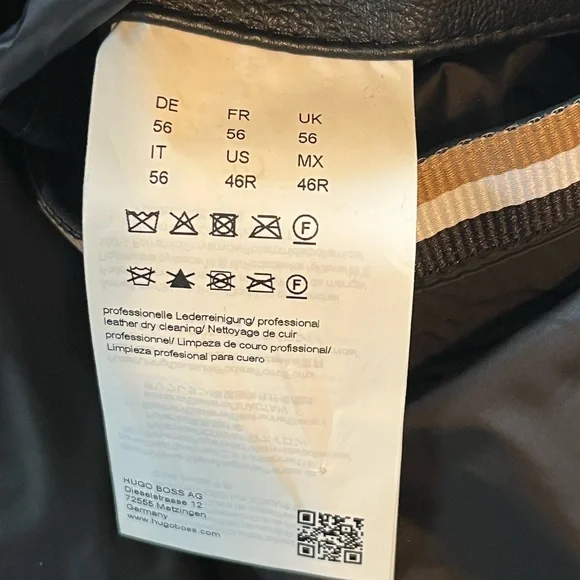 DE FR UK
56 56 56
IT US MX
56 46R 46R
F
F
professionelle Lederreinigung/ professional
leather dry cleaning/ Nettoyage de cuir
professionnel/ Limpeza de couro profissional/
Limpieza profesional para cuero
HUGO BOSS AG
Dieselstrasse 12
72555 Metzingen
Germany
www.hugoboss.com